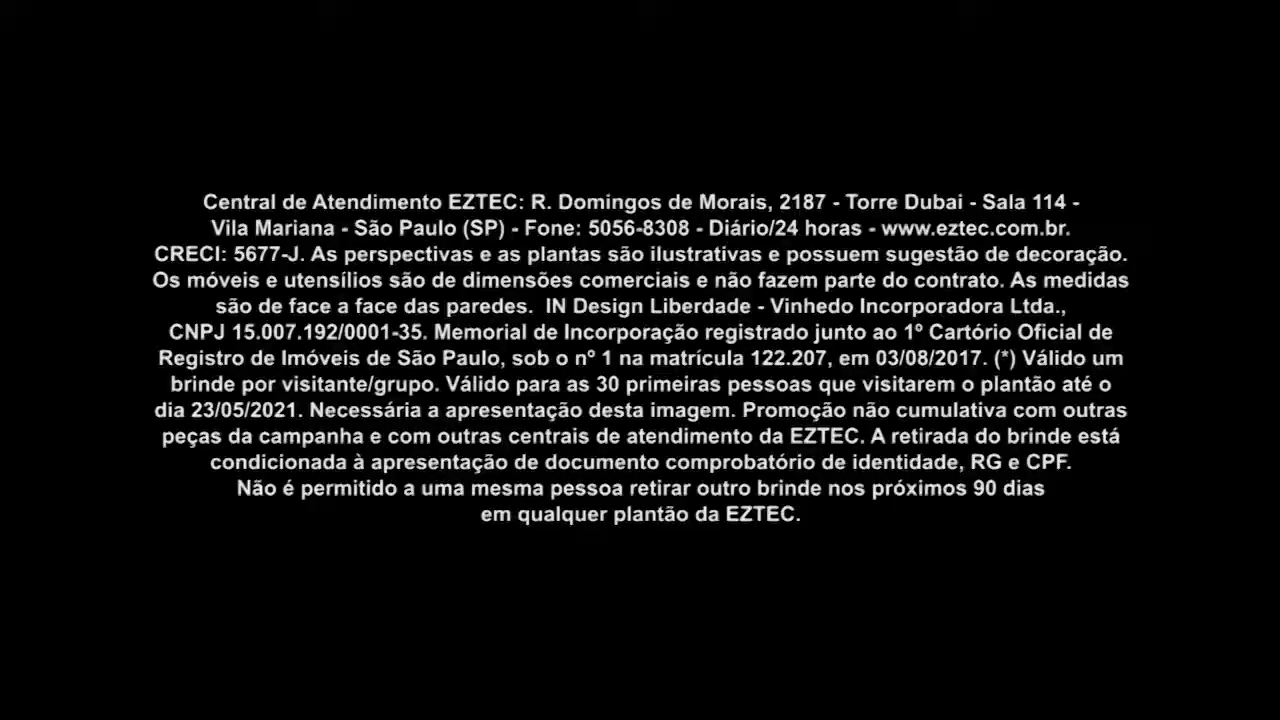 Central de Atendimento EZTEC: R. Domingos de Morais, 2187 - Torre Dubai - Sala 114 -
Vila Mariana - São Paulo (SP) - Fone: 5056-8308 - Diário/24 horas - www.eztec.com.br.
CRECI: 5677-J. As perspectivas e as plantas são ilustrativas e possuem sugestão de decoração.
Os móveis e utensílios são de dimensões comerciais e não fazem parte do contrato. As medidas
são de face a face das paredes.  IN Design Liberdade - Vinhedo Incorporadora Ltda.,
CNPJ 15.007.192/0001-35. Memorial de Incorporação registrado junto ao 1º Cartório Oficial de
Registro de Imóveis de São Paulo, sob o nº 1 na matrícula 122.207, em 03/08/2017. (*) Válido um
brinde por visitante/grupo. Válido para as 30 primeiras pessoas que visitarem o plantão até o
dia 23/05/2021. Necessária a apresentação desta imagem. Promoção não cumulativa com outras
peças da campanha e com outras centrais de atendimento da EZTEC. A retirada do brinde está
condicionada à apresentação de documento comprobatório de identidade, RG e CPF.
Não é permitido a uma mesma pessoa retirar outro brinde nos próximos 90 dias
em qualquer plantão da EZTEC.